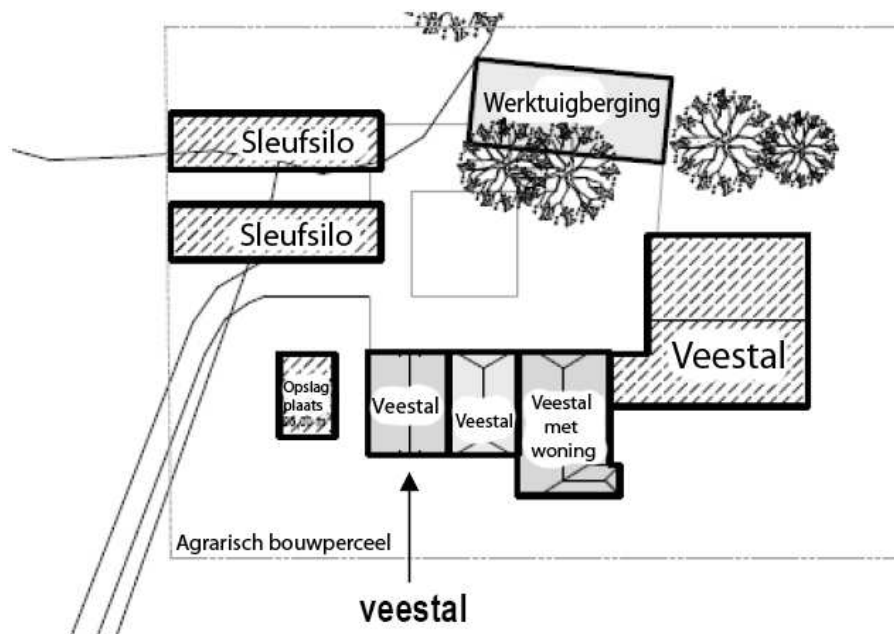 Werktuigberging
Sleufsilo
Sleufsilo
Veestal
Opslag
plaats
Veestal
Veestal
Veestal
met
woning
Agrarisch bouwperceel
veestal